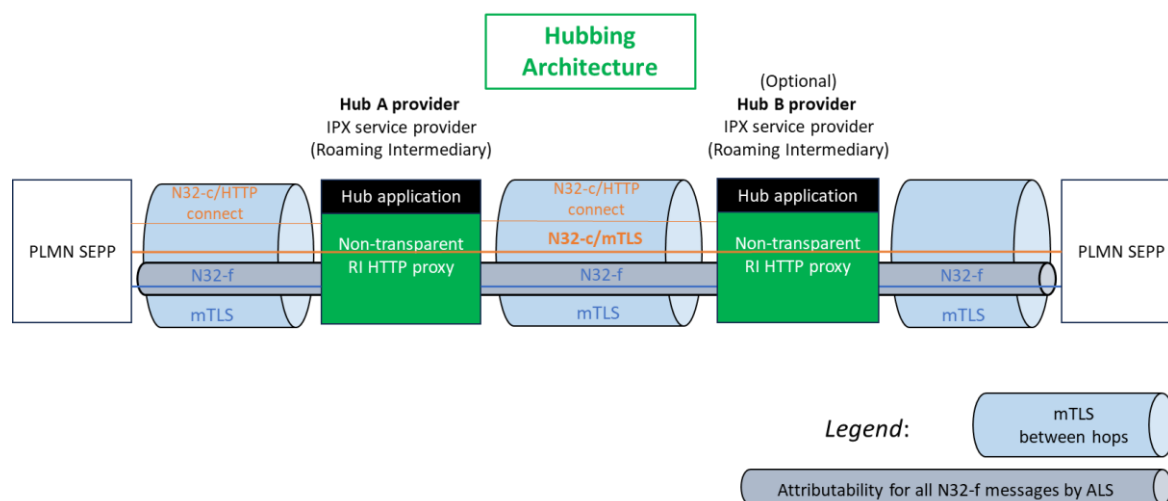 Hubbing
Architecture
(Optional)
Hub A provider
IPX service provider
(Roaming Intermediary)
Hub B provider
IPX service provider
(Roaming Intermediary)
PLMN SEPP
N32-c/HTTP
connect
N32-f
mTLS
Hub application
Non-transparent
RI HTTP proxy
N32-c/HTTP
connect
N32-c/mTLS
N32-f
mTLS
Hub application
Non-transparent
RI HTTP proxy
N32-f
mTLS
PLMN SEPP
Legend:
mTLS
between hops
Attributability for all N32-f messages by ALS